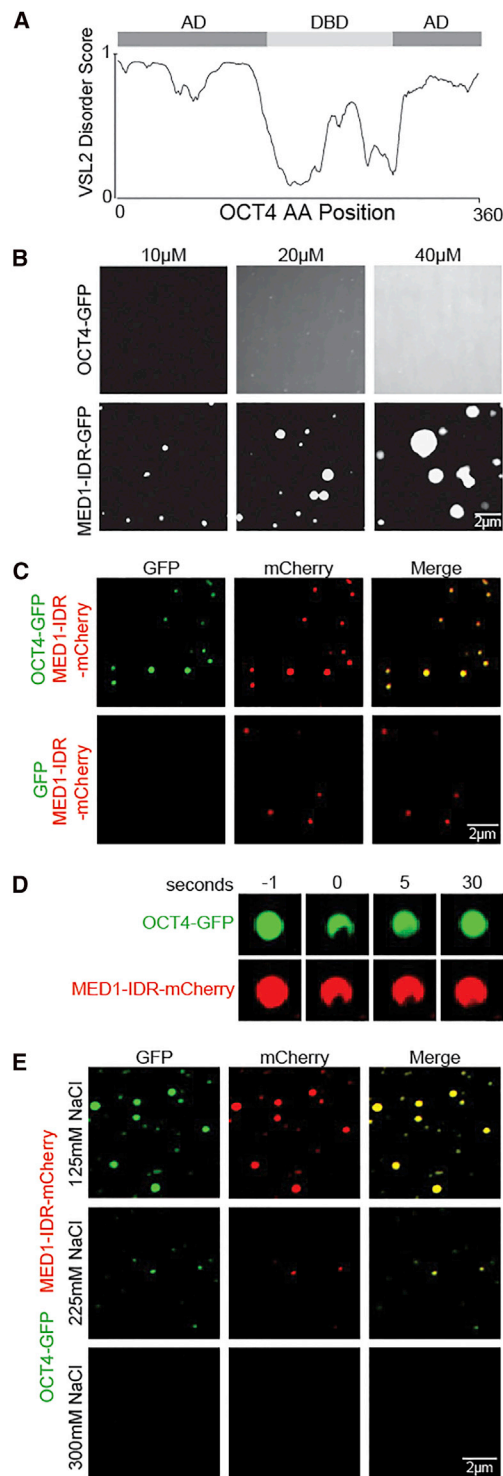 A
AD DBD AD
VSL2 Disorder Score
1
0
0 360
OCT4 AA Position
B
10µM 20µM 40µM
OCT4-GFP
MED1-IDR-GFP
2µm
C
GFP mCherry Merge
OCT4-GFP
MED1-IDR
-mCherry
GFP
MED1-IDR
-mCherry
2µm
D
seconds -1 0 5 30
OCT4-GFP
MED1-IDR-mCherry
E
GFP mCherry Merge
OCT4-GFP MED1-IDR-mCherry
125mM NaCl
225mM NaCl
300mM NaCl
2µm